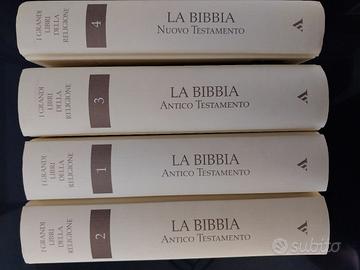 I GRANDI
LIBRI
DELLA
RELIGIONE
4
LA BIBBIA
NUOVO TESTAMENTO
I GRANDI
LIBRI
DELLA
RELIGIONE
3
LA BIBBIA
ANTICO TESTAMENTO
I GRANDI
LIBRI
DELLA
RELIGIONE
1
LA BIBBIA
ANTICO TESTAMENTO
I GRANDI
LIBRI
DELLA
RELIGIONE
2
LA BIBBIA
ANTICO TESTAMENTO
subito